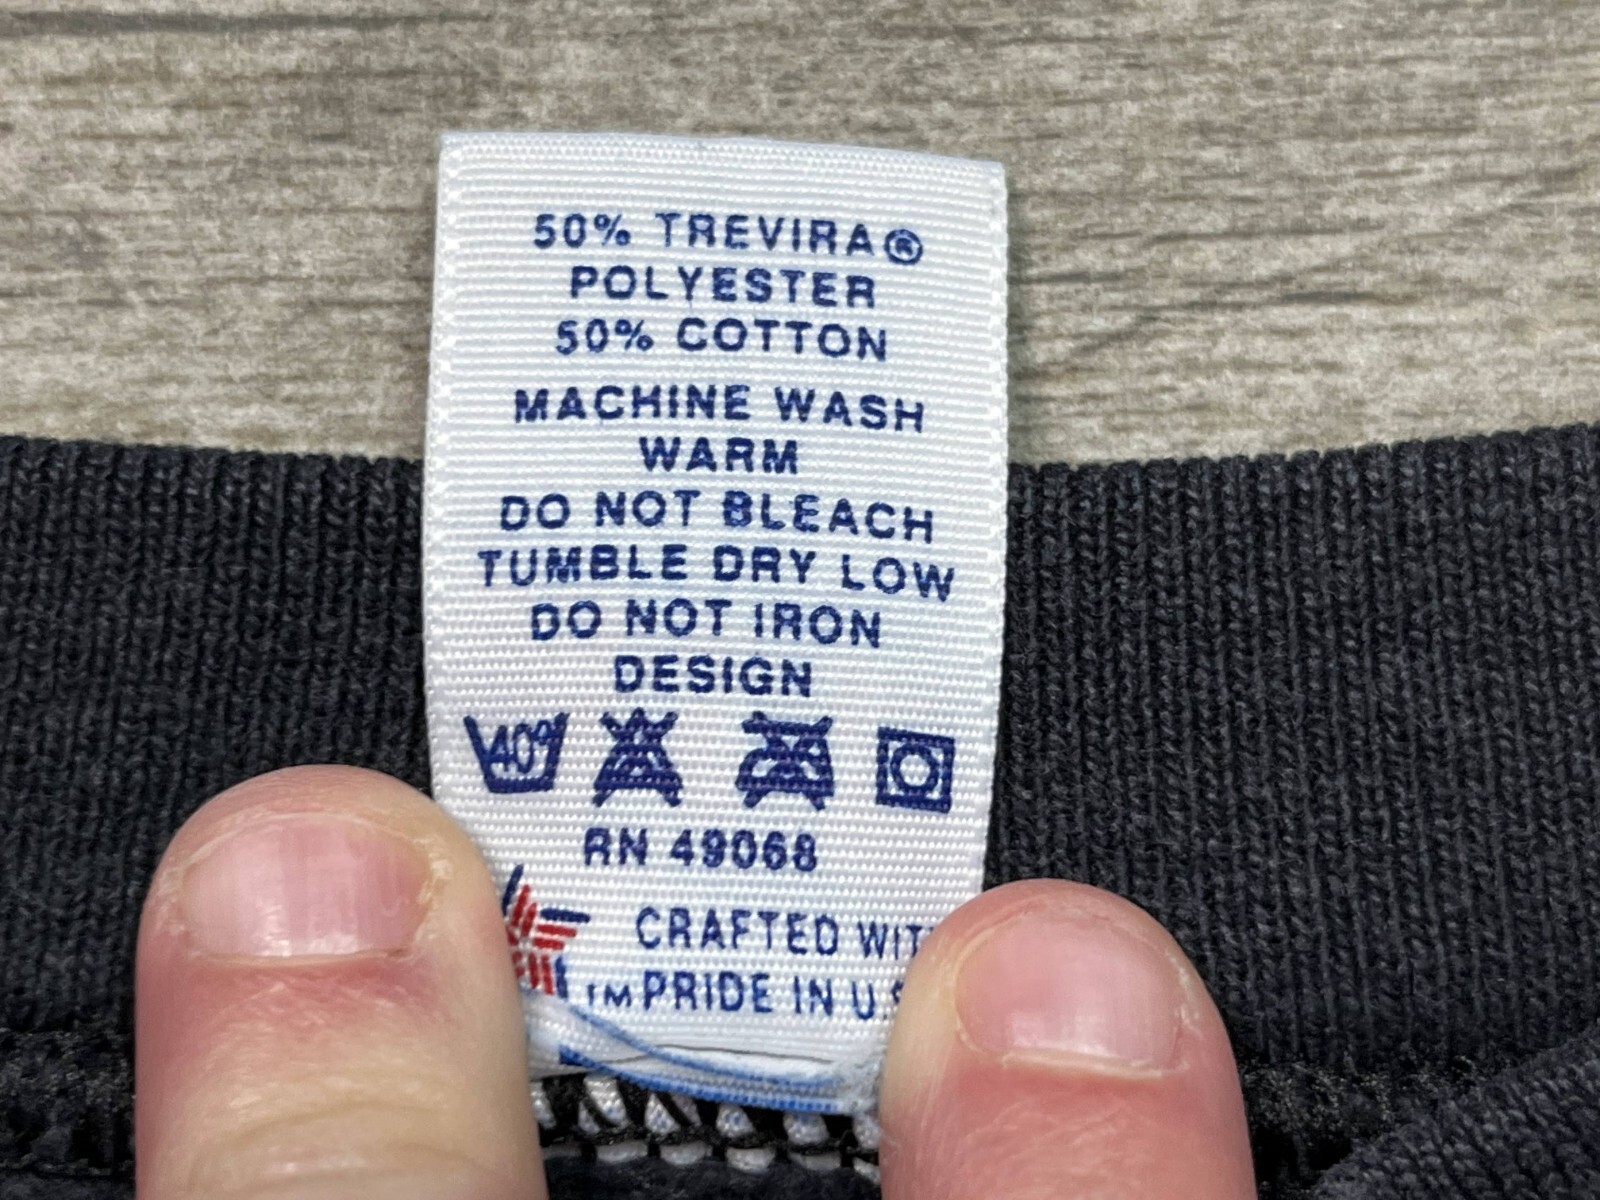 50% TREVIRA®
POLYESTER
50% COTTON
MACHINE WASH
WARM
DO NOT BLEACH
TUMBLE DRY LOW
DO NOT IRON
DESIGN
40°
RN 49068
CRAFTED WIT
TM PRIDE IN U S